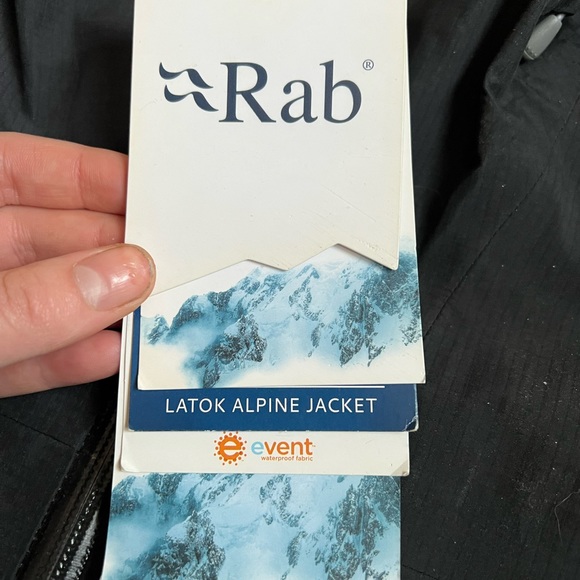 Rab®
LATOK ALPINE JACKET
e event
waterproof fabric